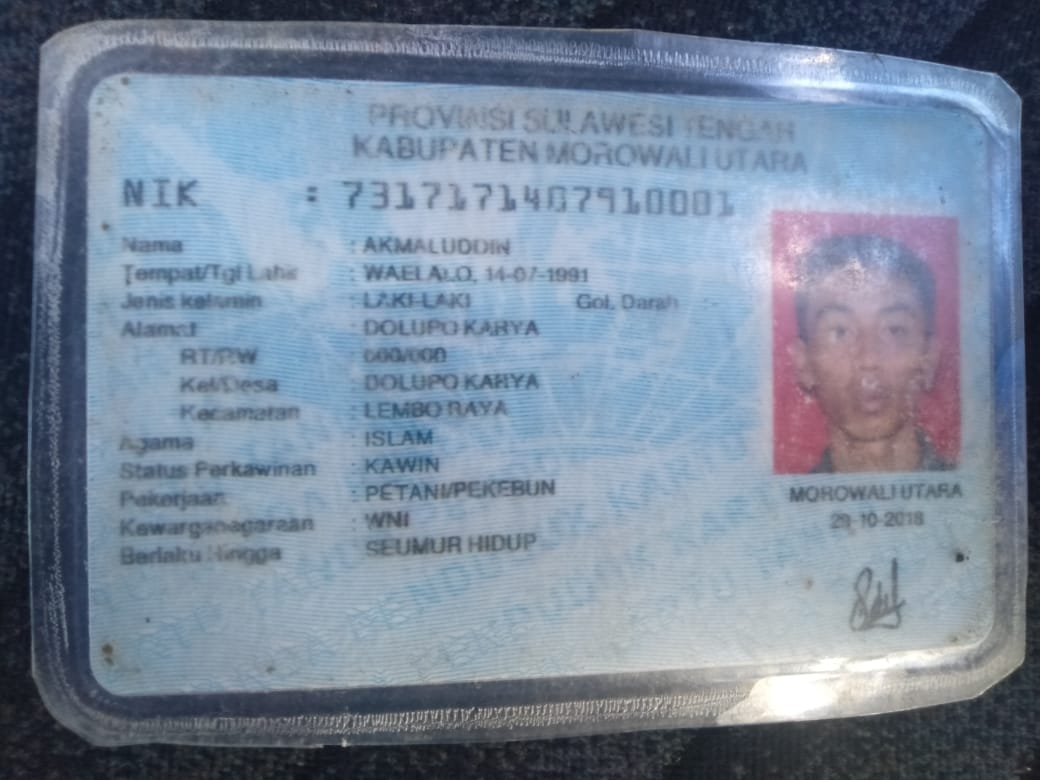 PROVINSI SULAWESI TENGAH
KABUPATEN MOROWALI UTARA
NIK : 7317171407910001
Nama : AKMALUDDIN
Tempat/Tgl Lahir : WAELALO, 14-07-1991
Jenis kelamin : LAKI-LAKI Gol. Darah : -
Alamat : DOLUPO KARYA
RT/RW : 000/000
Kel/Desa : DOLUPO KARYA
Kecamatan : LEMBO RAYA
Agama : ISLAM
Status Perkawinan : KAWIN
Pekerjaan : PETANI/PEKEBUN
Kewarganegaraan : WNI
Berlaku Hingga : SEUMUR HIDUP
MOROWALI UTARA
29-10-2018